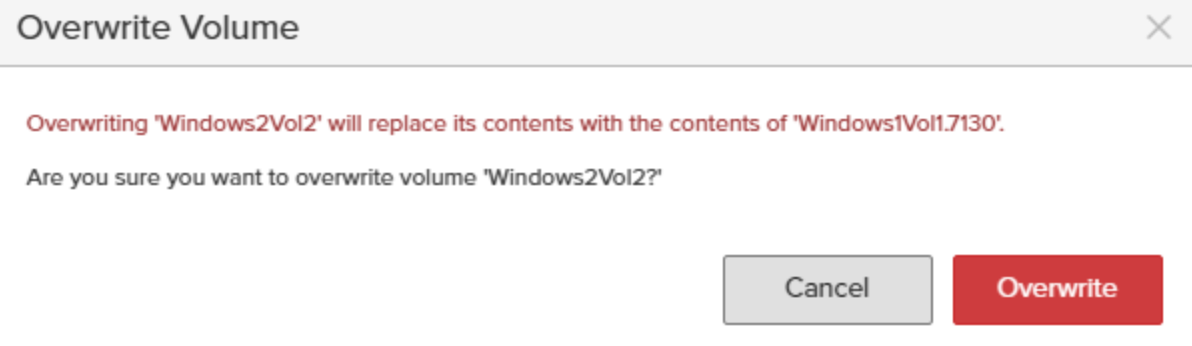 Overwrite Volume
Overwriting 'Windows2Vol2' will replace its contents with the contents of 'Windows1Vol1.7130'.
Are you sure you want to overwrite volume 'Windows2Vol2?'
Cancel
Overwrite